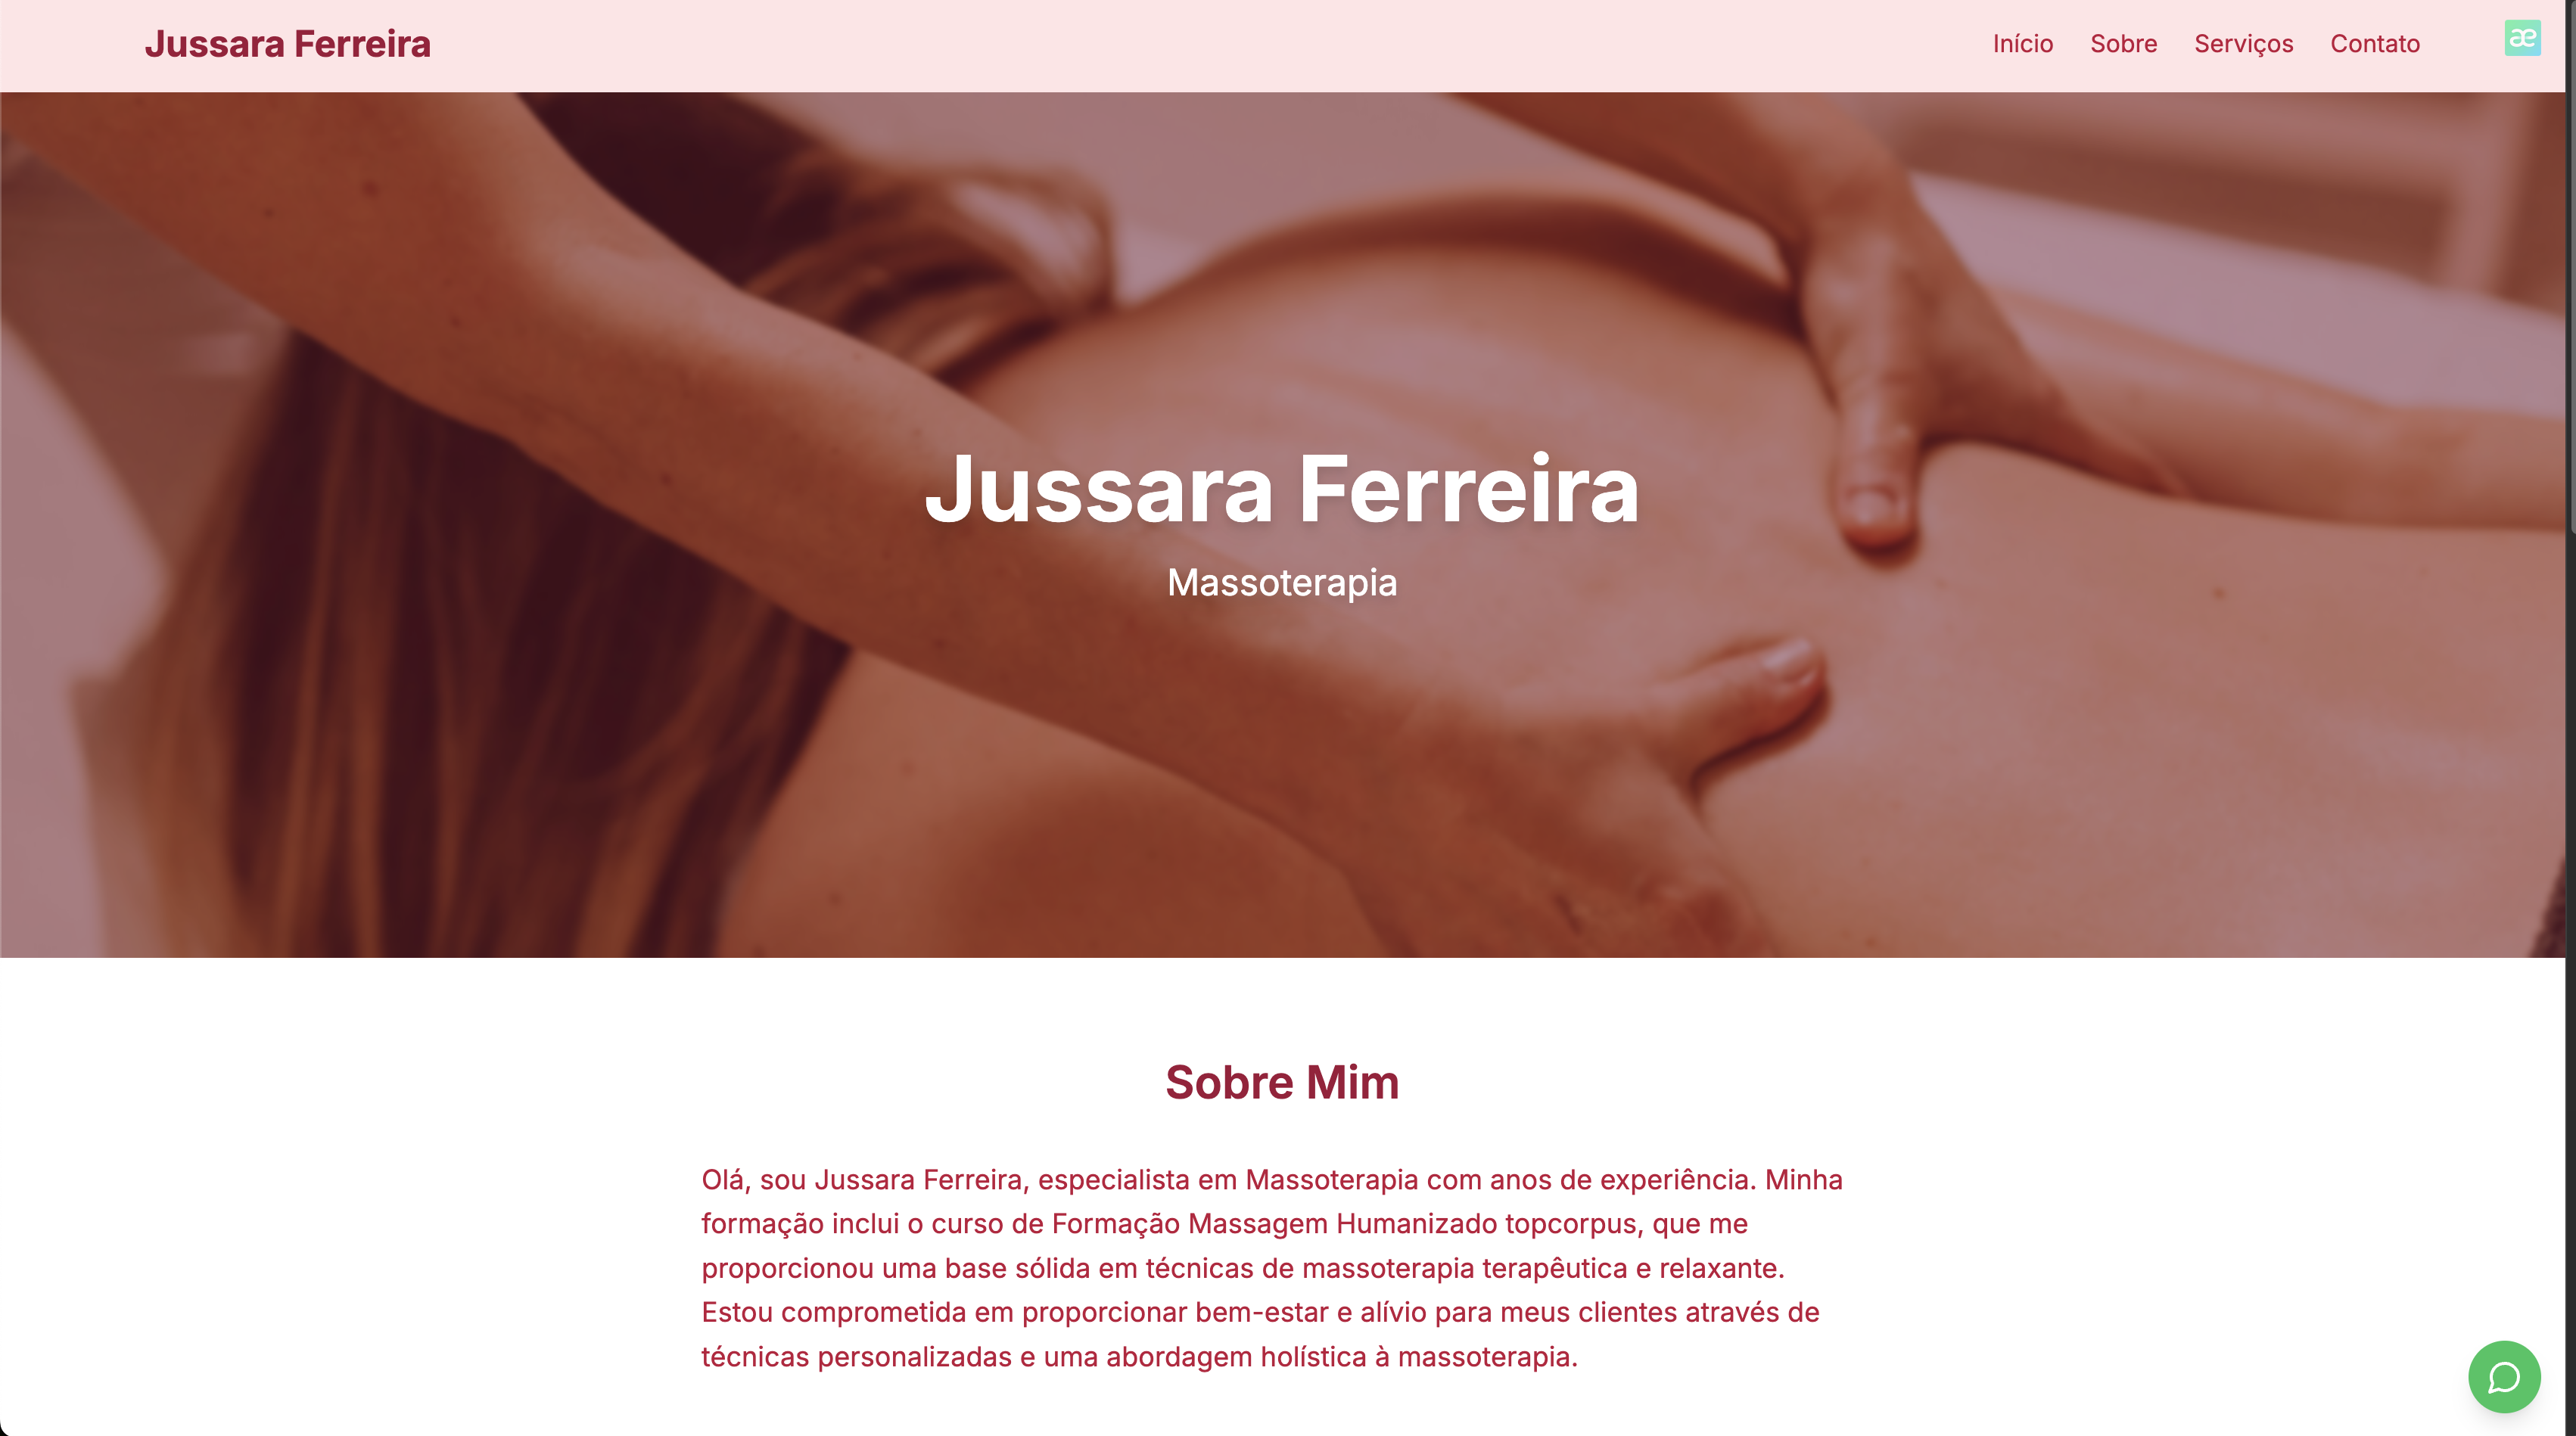 Jussara Ferreira
Início Sobre Serviços Contato
æ
Jussara Ferreira
Massoterapia
Sobre Mim
Olá, sou Jussara Ferreira, especialista em Massoterapia com anos de experiência. Minha
formação inclui o curso de Formação Massagem Humanizado topcorpus, que me
proporcionou uma base sólida em técnicas de massoterapia terapêutica e relaxante.
Estou comprometida em proporcionar bem-estar e alívio para meus clientes através de
técnicas personalizadas e uma abordagem holística à massoterapia.